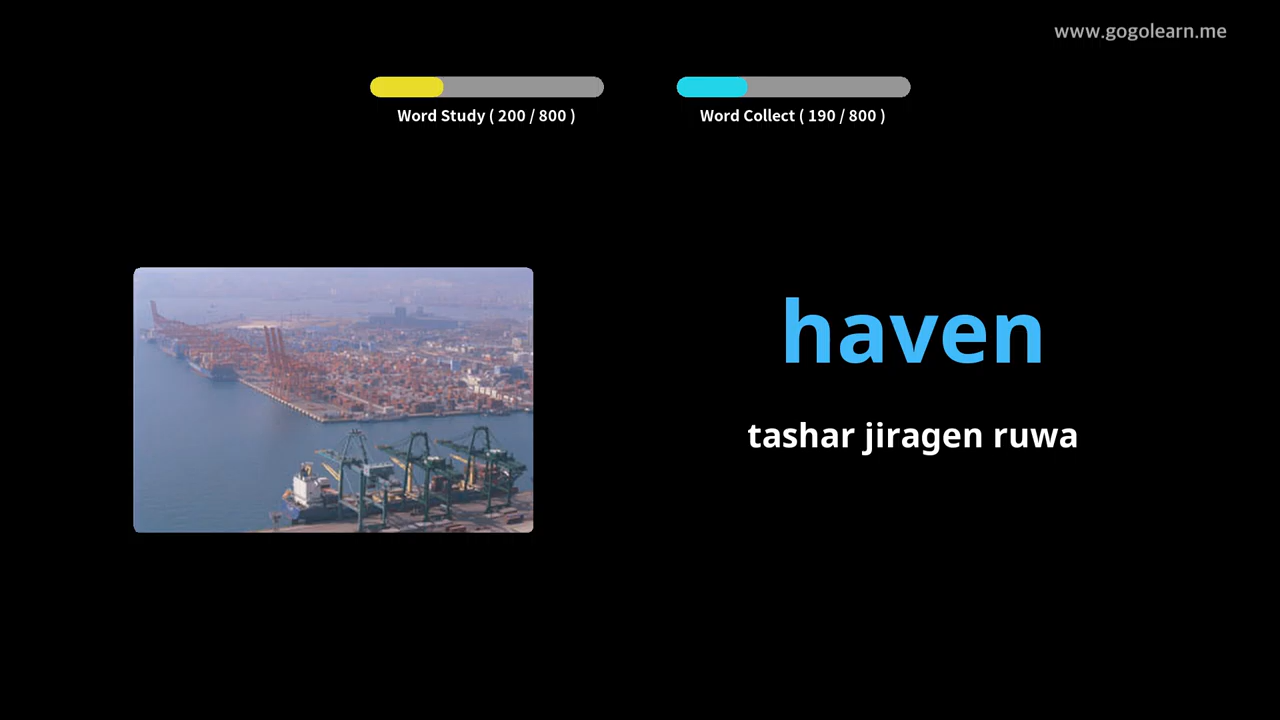 www.gogolearn.me
Word Study ( 200 / 800 )
Word Collect ( 190 / 800 )
haven
tashar jiragen ruwa